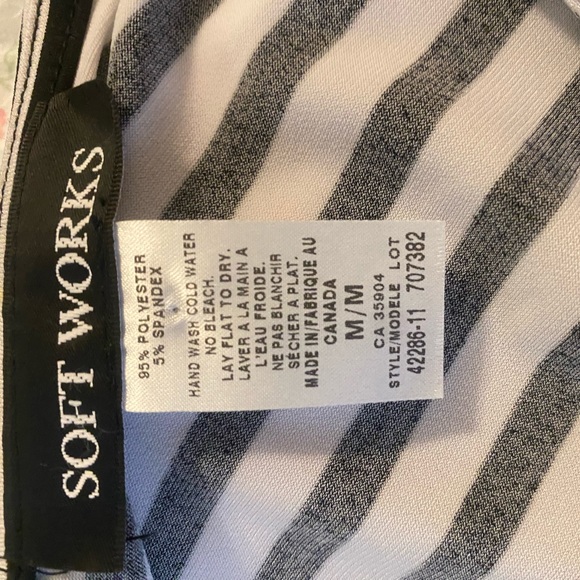 SOFT WORKS
95% POLYESTER
5% SPANDEX
HAND WASH COLD WATER
NO BLEACH.
LAY FLAT TO DRY.
LAVER A LA MAIN A
L'EAU FROIDE.
NE PAS BLANCHIR
SÉCHER A PLAT.
MADE IN/FABRIQUE AU
CANADA
M/M
CA 35904
STYLE/MODELE LOT
42286-11 707382